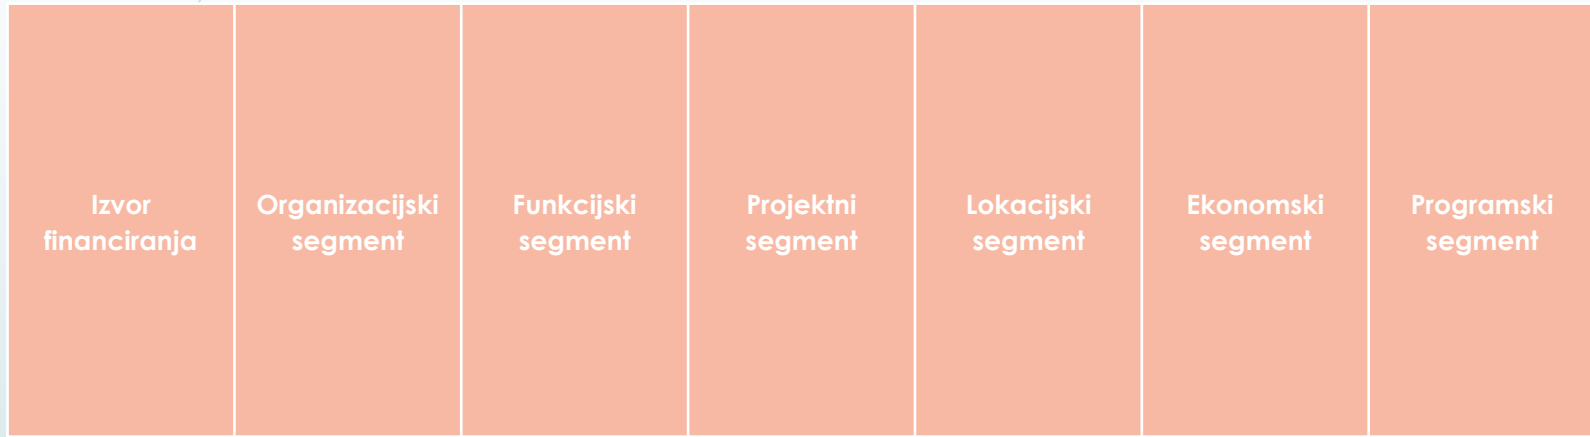 Izvor
financiranja
Organizacijski
segment
Funkcijski
segment
Projektni
segment
Lokacijski
segment
Ekonomski
segment
Programski
segment